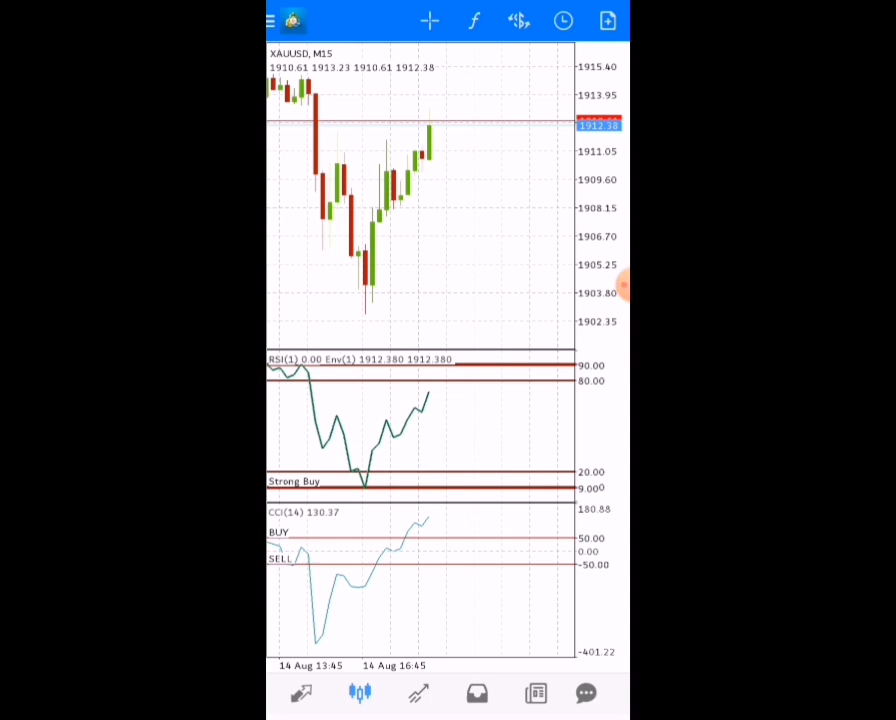 XAUUSD, M15
1910.61 1913.23 1910.61 1912.38
1915.40
1913.95
1912.38
1911.05
1909.60
1908.15
1906.70
1905.25
1903.80
1902.35
RSI(1) 0.00 Env(1) 1912.380 1912.380
90.00
80.00
20.00
Strong Buy
9.000
CCI(14) 130.37
180.88
BUY
50.00
0.00
SELL
-50.00
-401.22
14 Aug 13:45 14 Aug 16:45